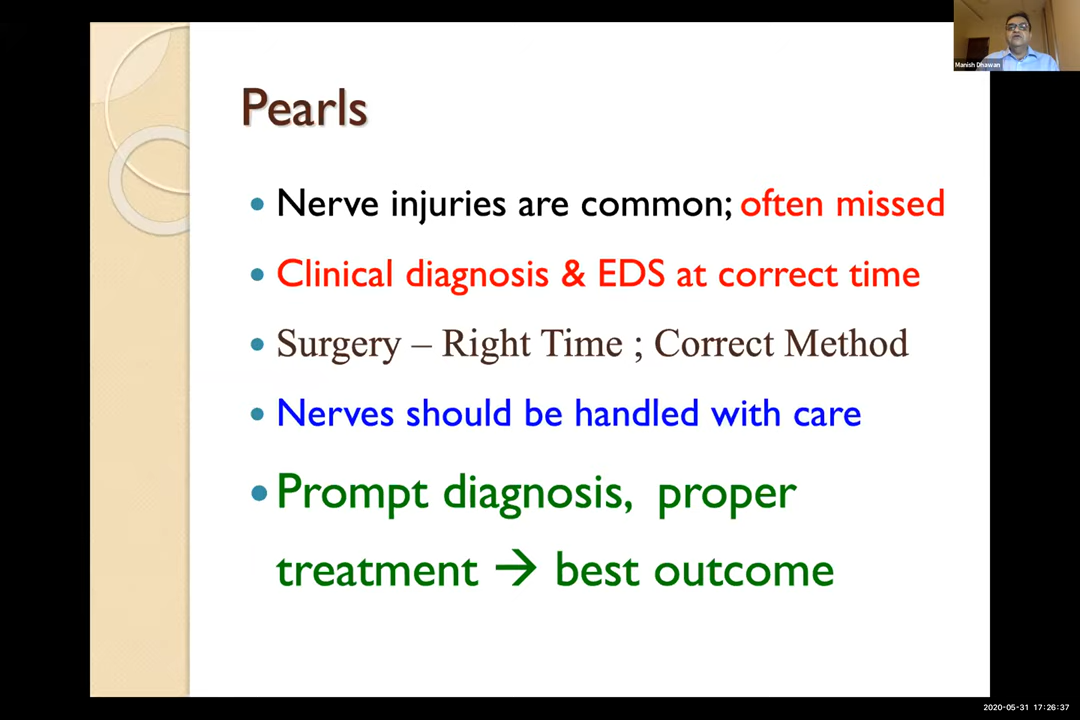 Manish Dhawan
Pearls
• Nerve injuries are common; often missed
• Clinical diagnosis & EDS at correct time
• Surgery – Right Time ; Correct Method
• Nerves should be handled with care
• Prompt diagnosis, proper
treatment → best outcome
2020-05-31 17:26:37